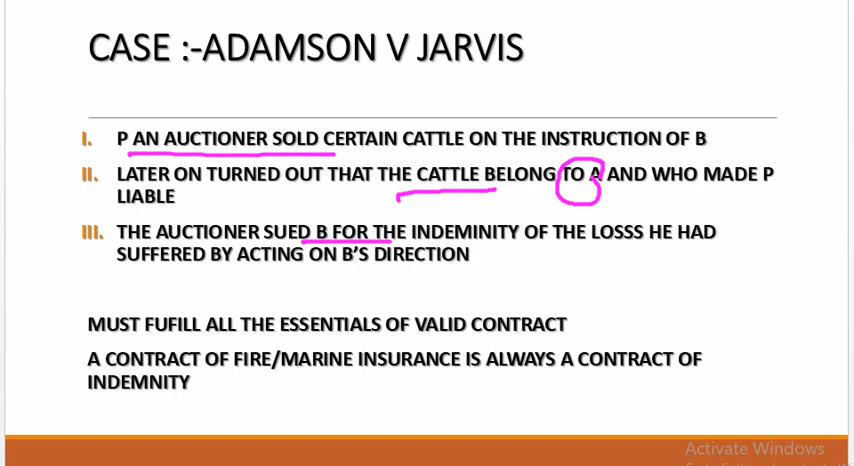 CASE :-ADAMSON V JARVIS
I. P AN AUCTIONER SOLD CERTAIN CATTLE ON THE INSTRUCTION OF B
II. LATER ON TURNED OUT THAT THE CATTLE BELONG TO A AND WHO MADE P
LIABLE
III. THE AUCTIONER SUED B FOR THE INDEMINITY OF THE LOSSS HE HAD
SUFFERED BY ACTING ON B'S DIRECTION
MUST FUFILL ALL THE ESSENTIALS OF VALID CONTRACT
A CONTRACT OF FIRE/MARINE INSURANCE IS ALWAYS A CONTRACT OF
INDEMNITY
Activate Windows